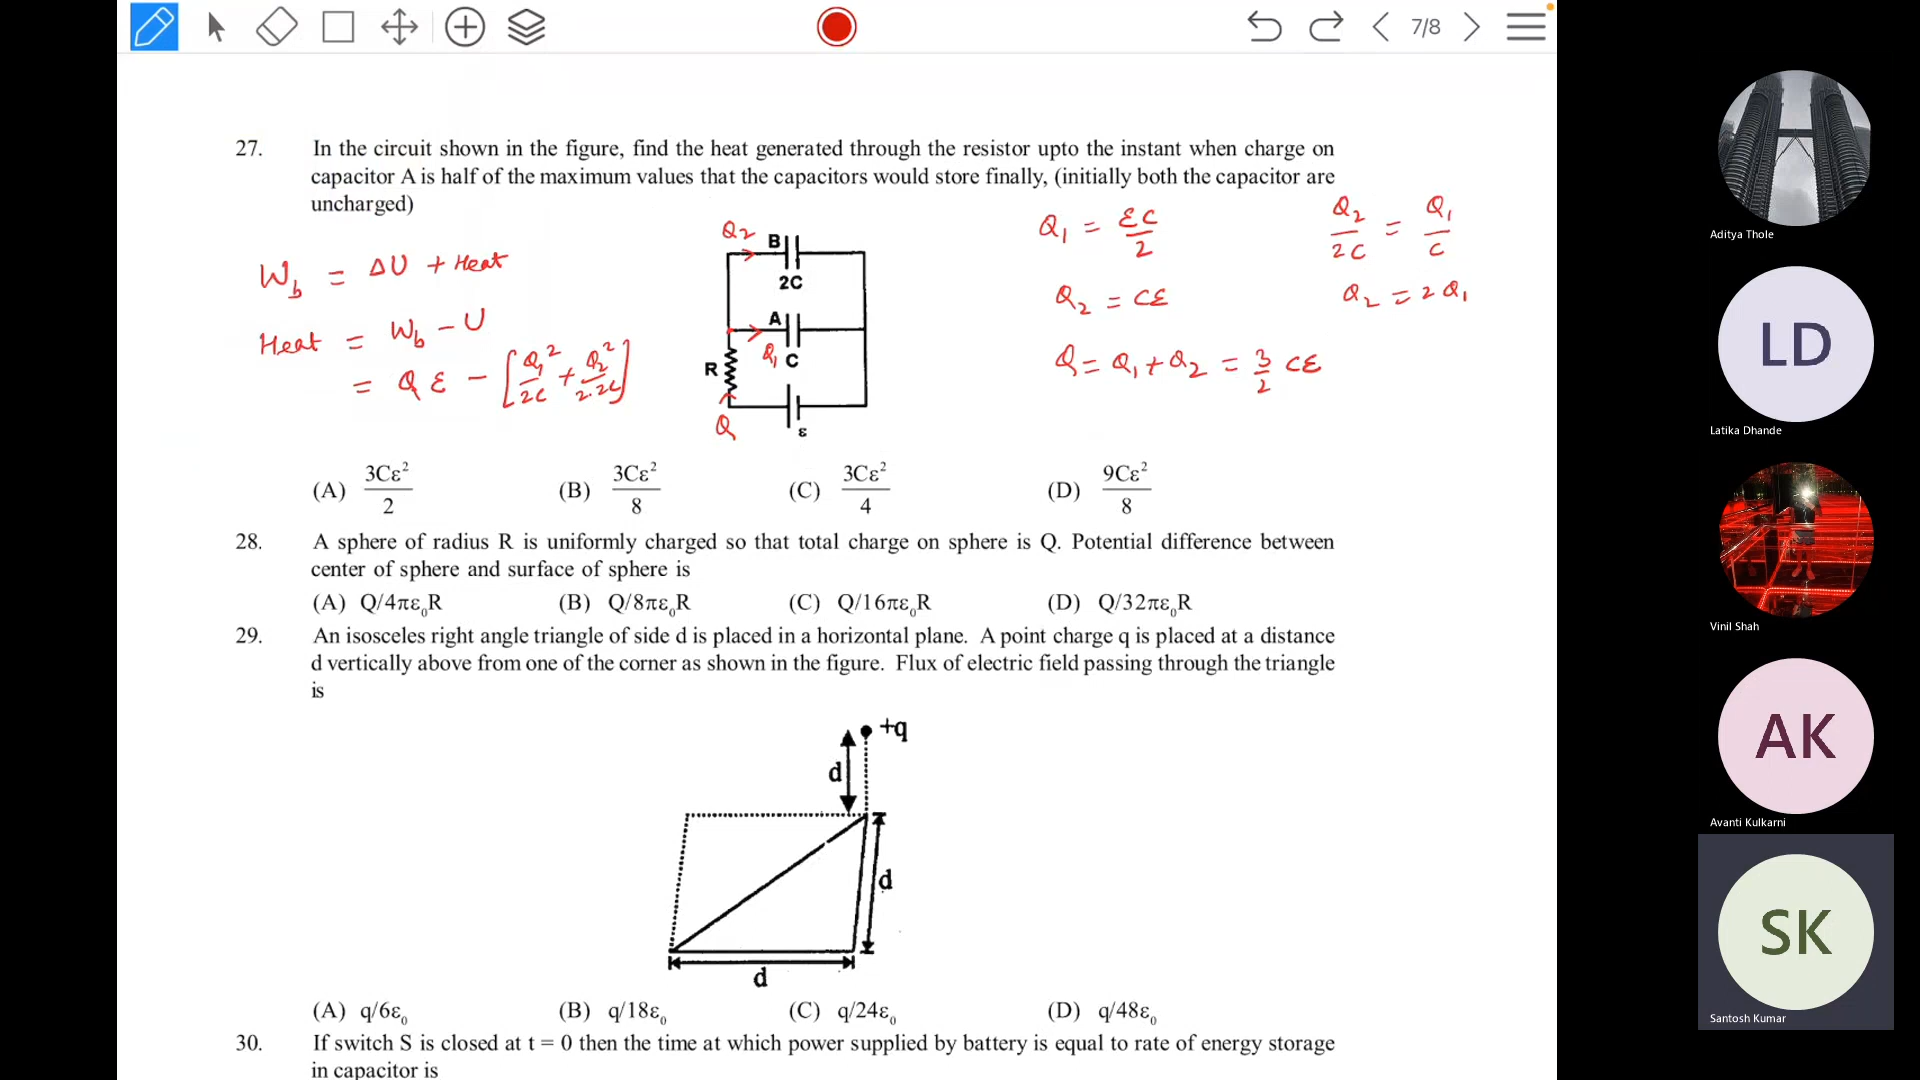 7/8
27. In the circuit shown in the figure, find the heat generated through the resistor upto the instant when charge on
capacitor A is half of the maximum values that the capacitors would store finally, (initially both the capacitor are
uncharged)
W_b = ΔU + Heat
Heat = W_b - U
= Qε - [Q₁²/2C + Q₂²/2.2C]
Q₂
B
2C
A
Q₁ C
R
Q
ε
Q₁ = εC/2
Q₂ = Cε
Q = Q₁ + Q₂ = 3/2 Cε
Q₂/2C = Q₁/C
Q₂ = 2Q₁
(A) 3Cε²/2 (B) 3Cε²/8 (C) 3Cε²/4 (D) 9Cε²/8
28. A sphere of radius R is uniformly charged so that total charge on sphere is Q. Potential difference between
center of sphere and surface of sphere is
(A) Q/4πε₀R (B) Q/8πε₀R (C) Q/16πε₀R (D) Q/32πε₀R
29. An isosceles right angle triangle of side d is placed in a horizontal plane. A point charge q is placed at a distance
d vertically above from one of the corner as shown in the figure. Flux of electric field passing through the triangle
is
+q
d
d
d
(A) q/6ε₀ (B) q/18ε₀ (C) q/24ε₀ (D) q/48ε₀
30. If switch S is closed at t = 0 then the time at which power supplied by battery is equal to rate of energy storage
in capacitor is
Aditya Thole
LD
Latika Dhande
Vinil Shah
AK
Avanti Kulkarni
SK
Santosh Kumar